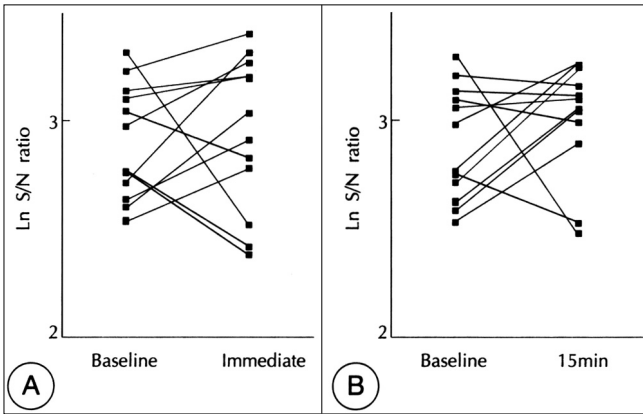 Ln S/N ratio
3
2
Baseline
Immediate
A
Ln S/N ratio
3
2
Baseline
15min
B